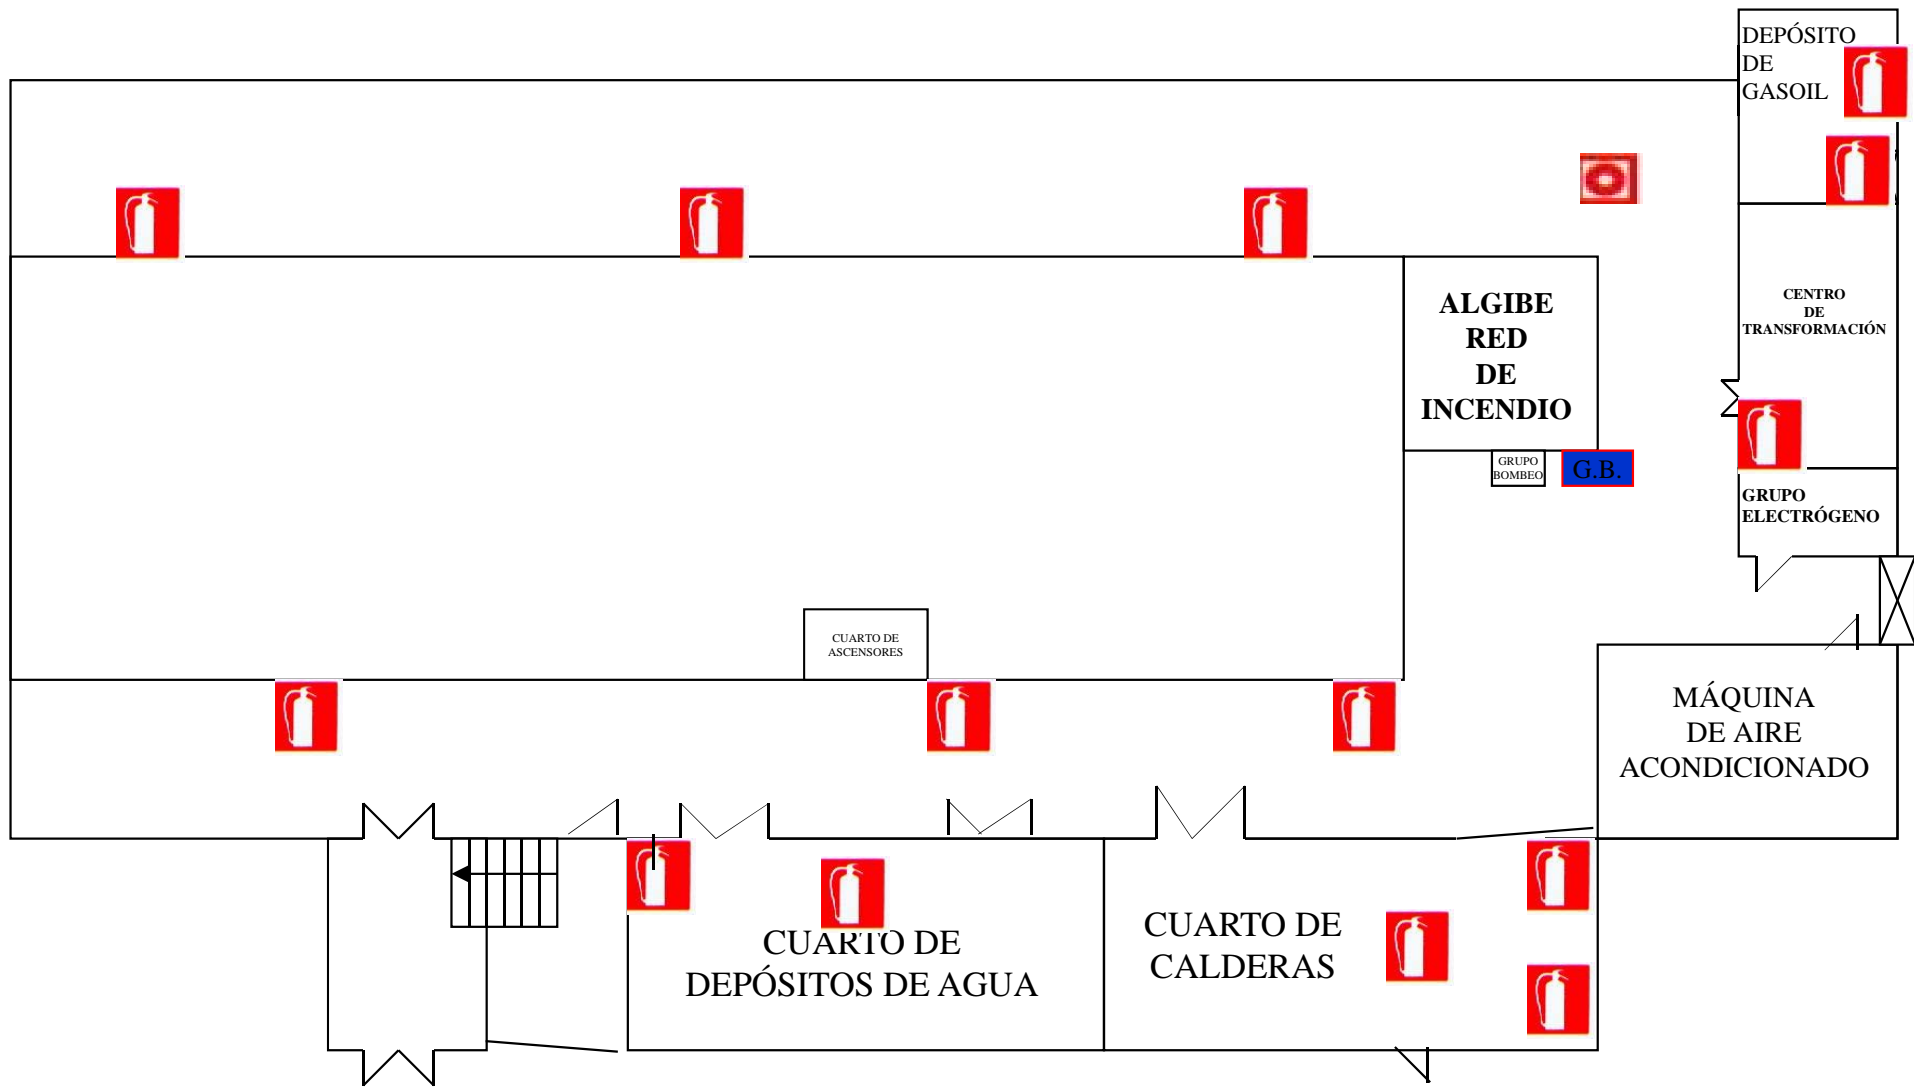 DEPÓSITO
DE
GASOIL
CENTRO
DE
TRANSFORMACIÓN
ALGIBE
RED
DE
INCENDIO
GRUPO
BOMBEO
G.B.
GRUPO
ELECTRÓGENO
CUARTO DE
ASCENSORES
MÁQUINA
DE AIRE
ACONDICIONADO
CUARTO DE
DEPÓSITOS DE AGUA
CUARTO DE
CALDERAS